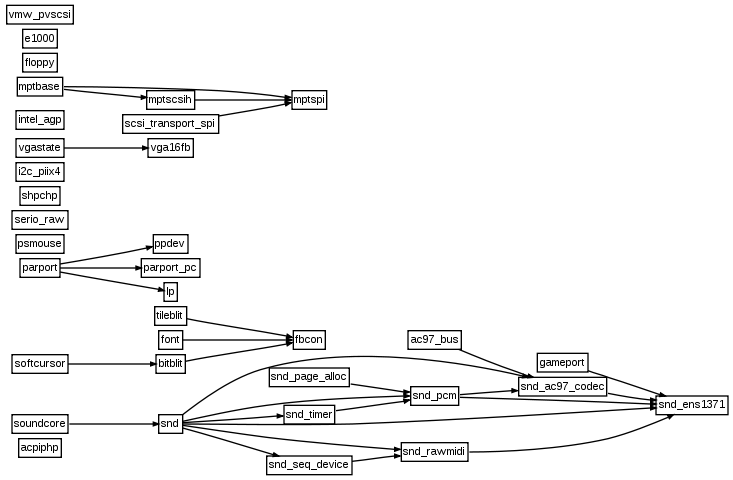 vmw_pvscsi
e1000
floppy
mptbase
mptscsih
mptspi
intel_agp
scsi_transport_spi
vgastate
vga16fb
i2c_piix4
shpchp
serio_raw
psmouse
ppdev
parport
parport_pc
lp
tileblit
font
fbcon
ac97_bus
softcursor
bitblit
gameport
snd_page_alloc
snd_ac97_codec
snd_pcm
snd_ens1371
snd_timer
soundcore
snd
acpiphp
snd_rawmidi
snd_seq_device